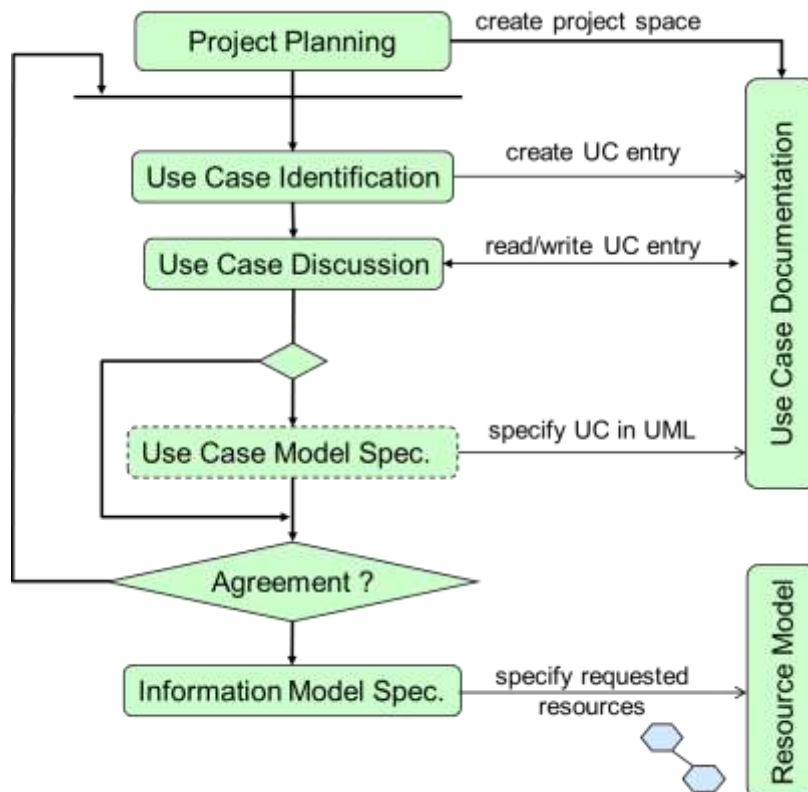 Project Planning
create project space
Use Case Identification
create UC entry
Use Case Discussion
read/write UC entry
Use Case Documentation
Use Case Model Spec.
specify UC in UML
Agreement ?
Information Model Spec.
specify requested
resources
Resource Model